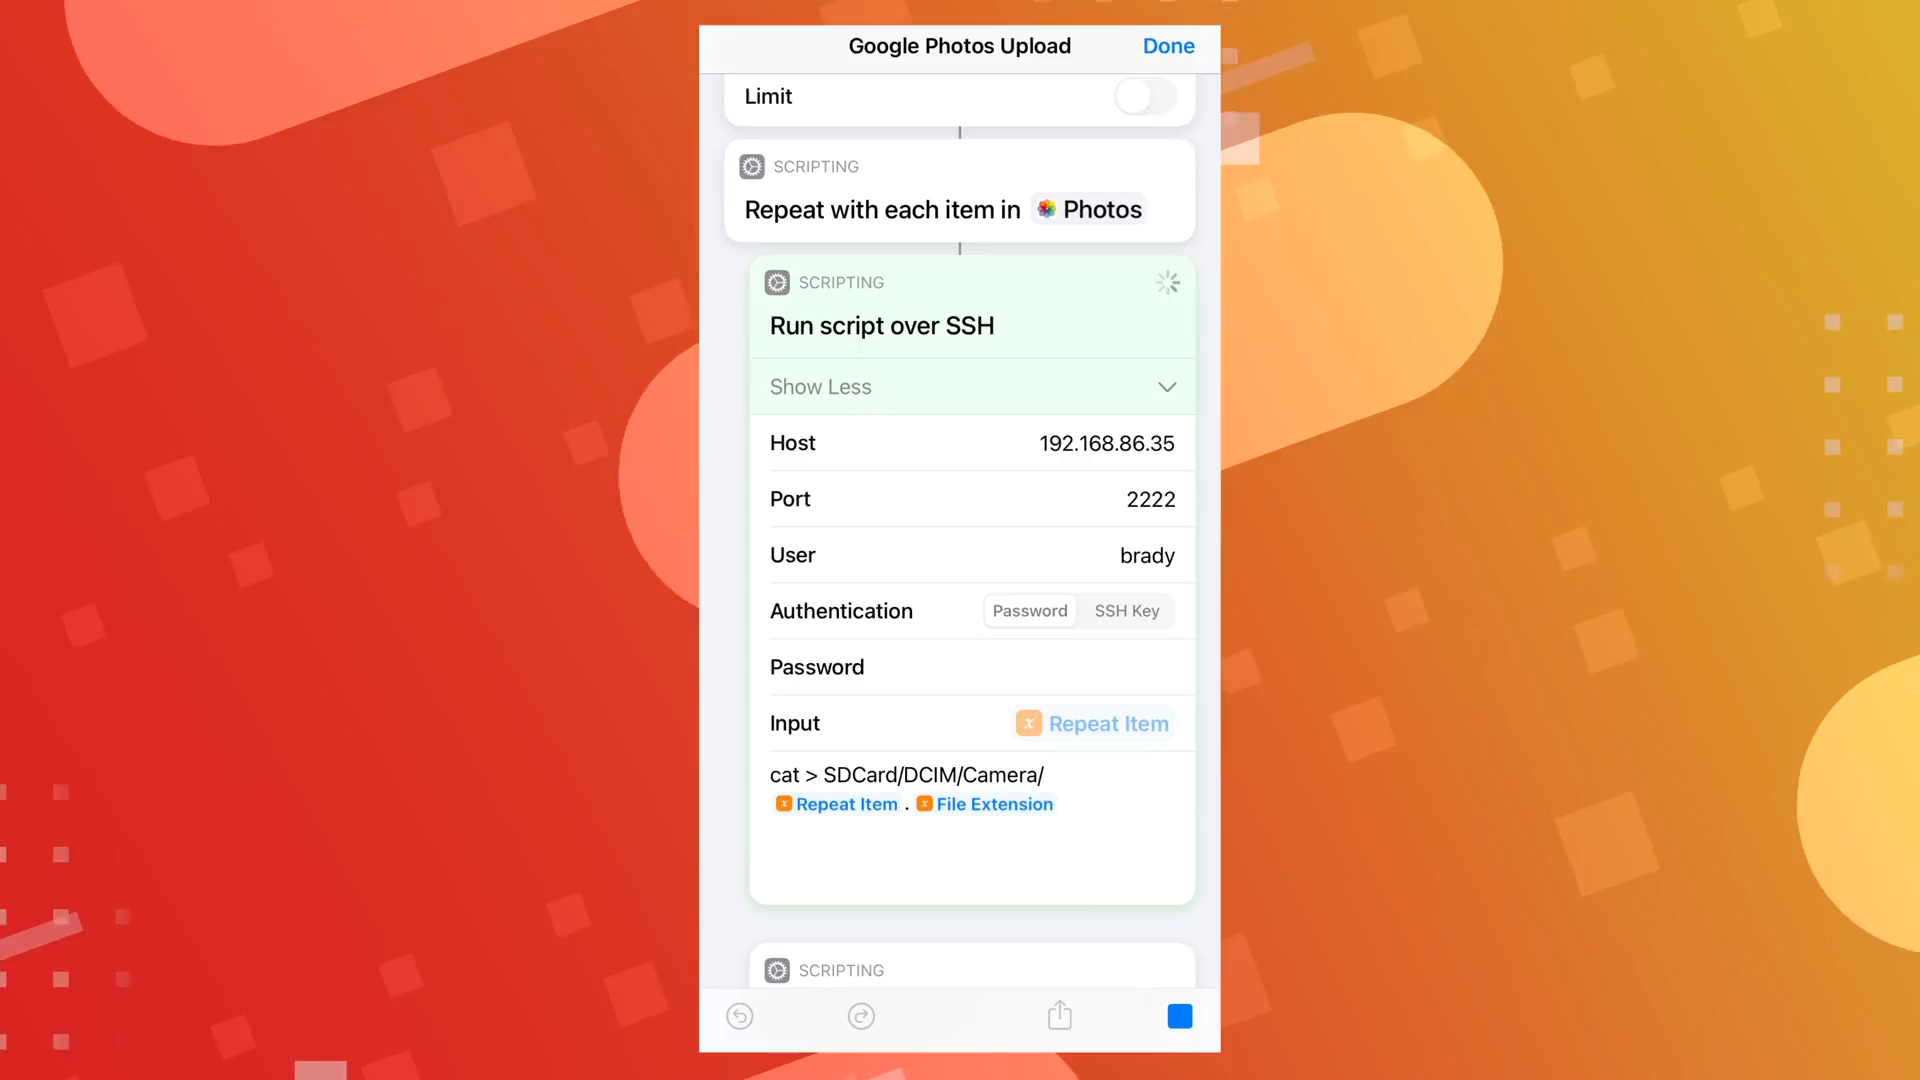 Google Photos Upload Done
Limit
SCRIPTING
Repeat with each item in Photos
SCRIPTING
Run script over SSH
Show Less
Host 192.168.86.35
Port 2222
User brady
Authentication Password SSH Key
Password
Input x Repeat Item
cat > SDCard/DCIM/Camera/
x Repeat Item . x File Extension
SCRIPTING